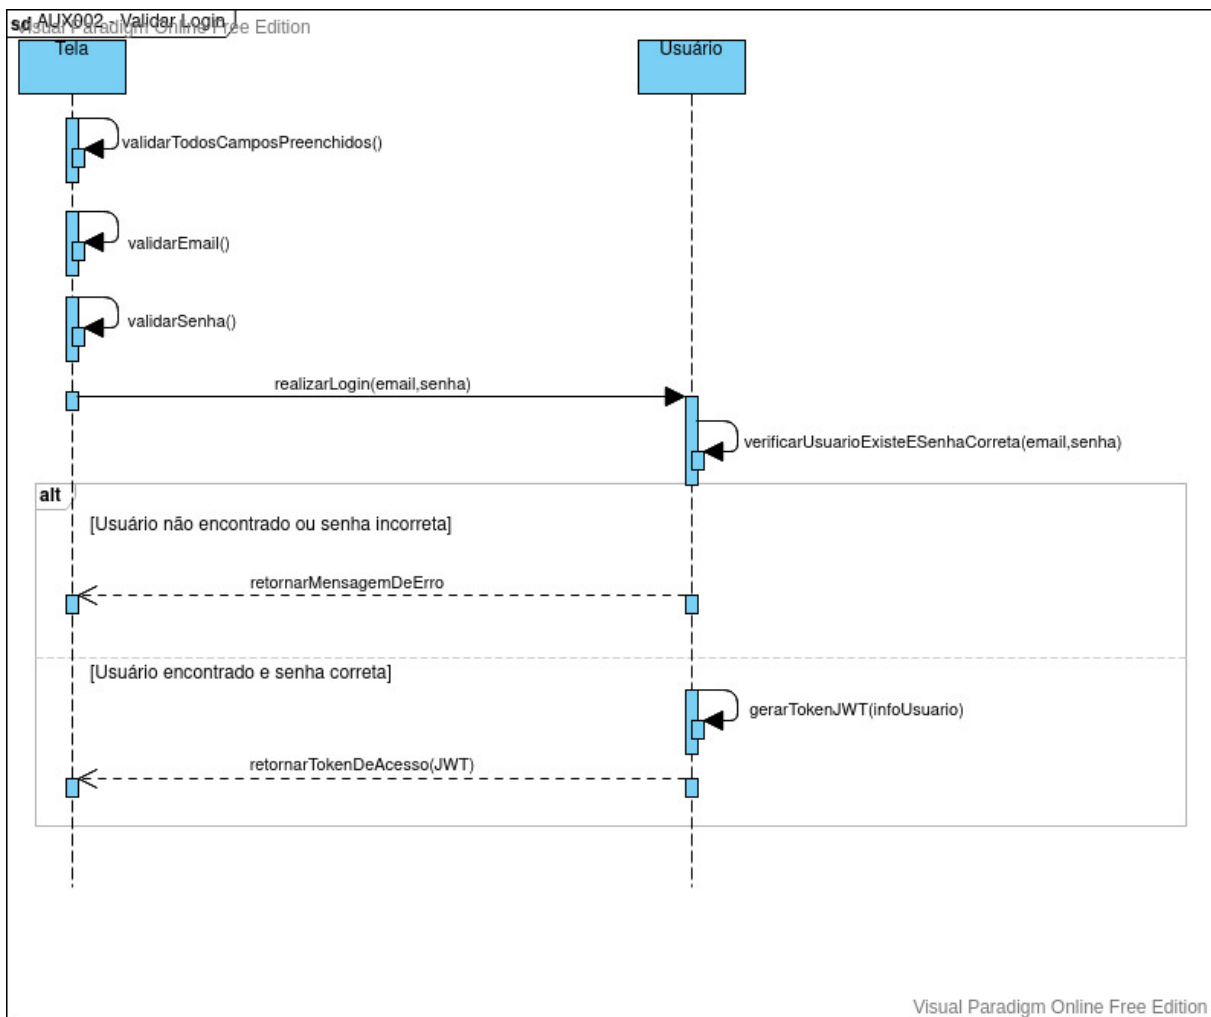 sd AUX002 - Validar Login
Visual Paradigm Online Free Edition
Tela
Usuário
validarTodosCamposPreenchidos()
validarEmail()
validarSenha()
realizarLogin(email,senha)
verificarUsuarioExisteESenhaCorreta(email,senha)
alt
[Usuário não encontrado ou senha incorreta]
retornarMensagemDeErro
[Usuário encontrado e senha correta]
gerarTokenJWT(infoUsuario)
retornarTokenDeAcesso(JWT)
Visual Paradigm Online Free Edition